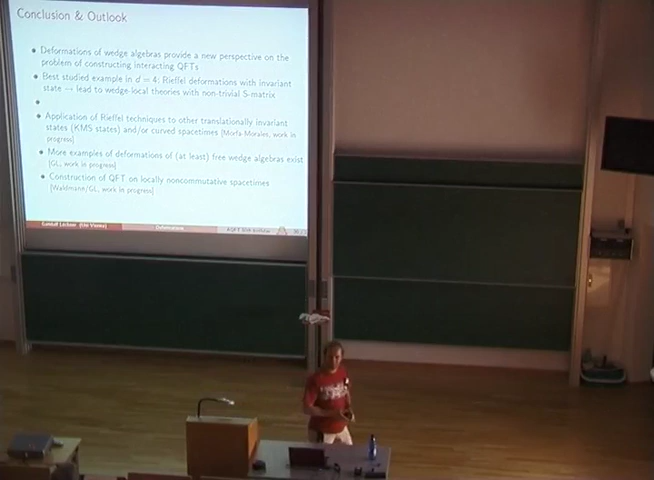 Conclusion & Outlook
Deformations of wedge algebras provide a new perspective on the
problem of constructing interacting QFTs
Best studied example in d = 4: Rieffel deformations with invariant
state → lead to wedge-local theories with non-trivial S-matrix
Application of Rieffel techniques to other translationally invariant
states (KMS states) and/or curved spacetimes [Morfa-Morales, work in
progress]
More examples of deformations of (at least) free wedge algebras exist
[GL, work in progress]
Construction of QFT on locally noncommutative spacetimes
[Waldmann/GL, work in progress]
Deformations